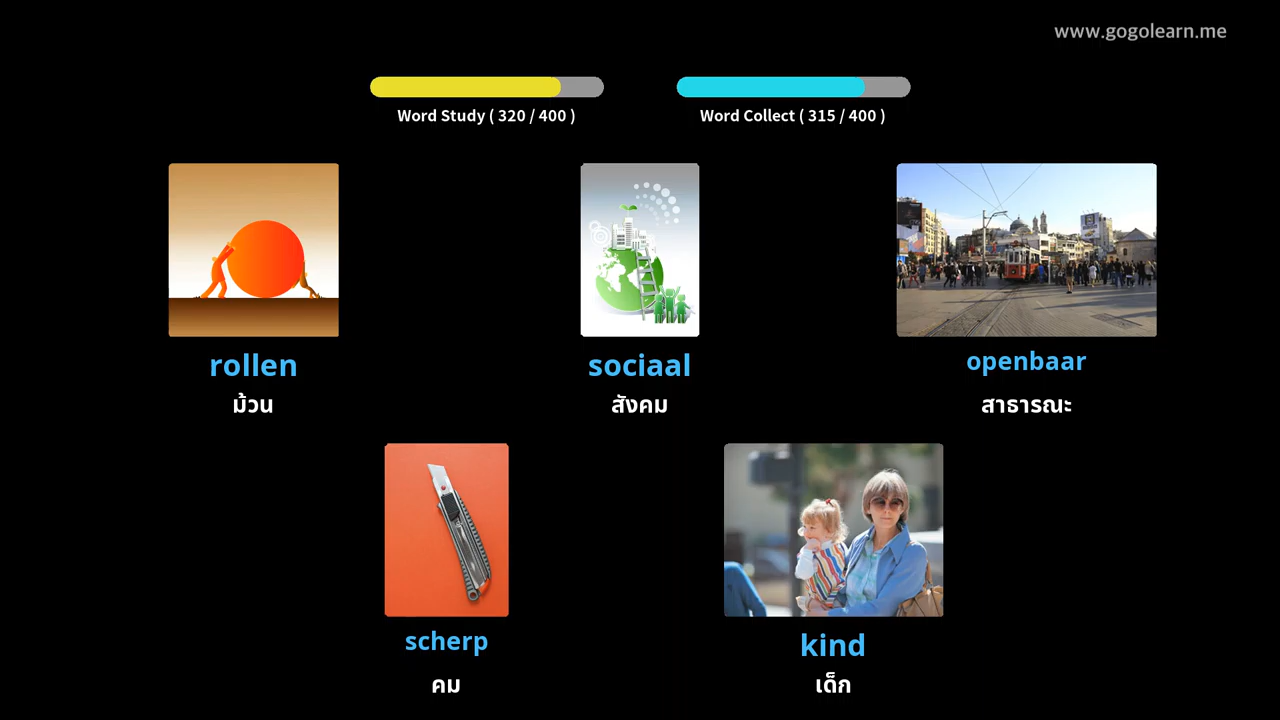 www.gogolearn.me
Word Study ( 320 / 400 )
Word Collect ( 315 / 400 )
rollen
ม้วน
sociaal
สังคม
openbaar
สาธารณะ
scherp
คม
kind
เด็ก